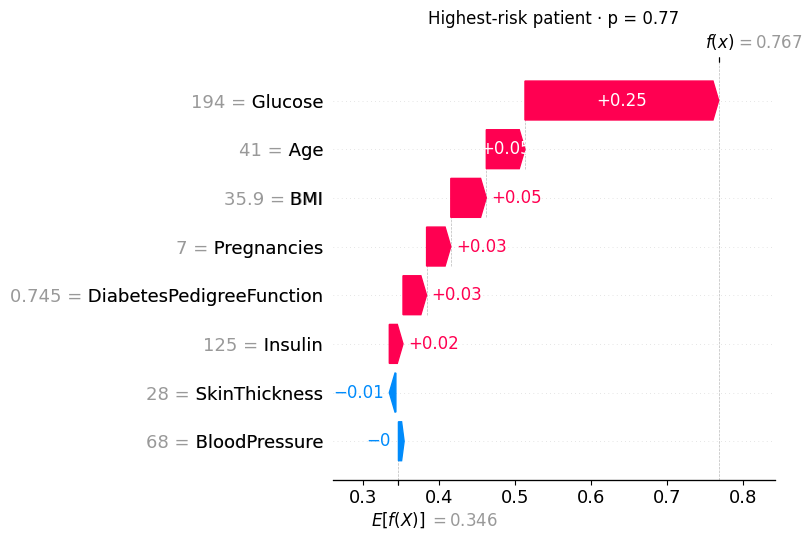 Highest-risk patient · p = 0.77
f(x) = 0.767
194 = Glucose
+0.25
41 = Age
+0.05
35.9 = BMI
+0.05
7 = Pregnancies
+0.03
0.745 = DiabetesPedigreeFunction
+0.03
125 = Insulin
+0.02
28 = SkinThickness
−0.01
68 = BloodPressure
−0
0.3 0.4 0.5 0.6 0.7 0.8
E[f(X)] = 0.346